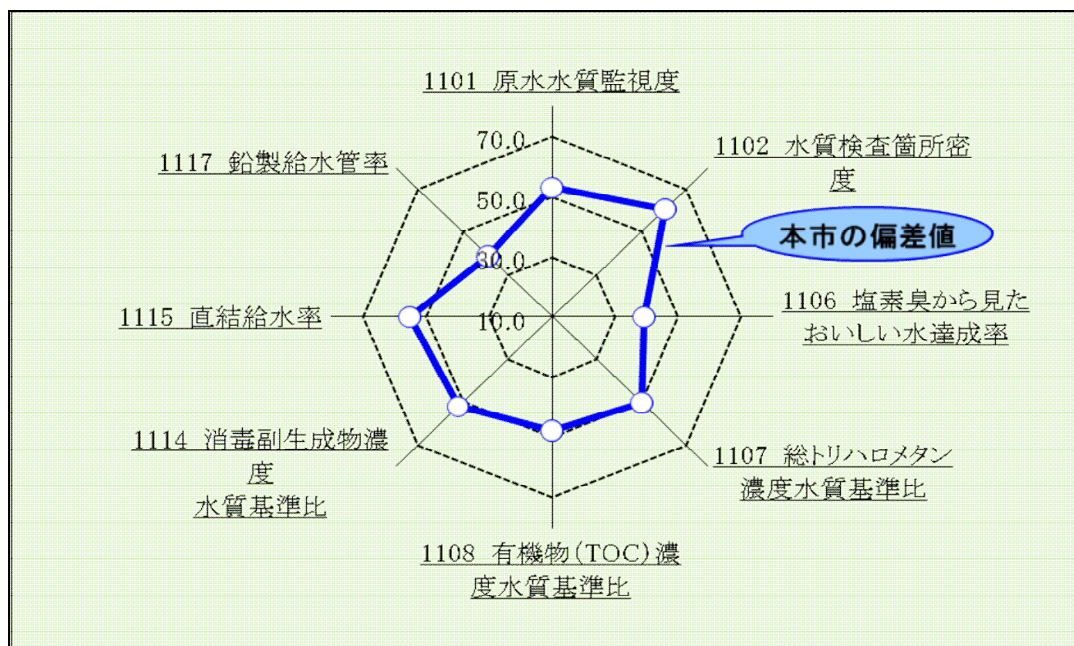 1101 原水水質監視度
1102 水質検査箇所密
度
本市の偏差値
1106 塩素臭から見た
おいしい水達成率
1107 総トリハロメタン
濃度水質基準比
1108 有機物(TOC)濃
度水質基準比
1114 消毒副生成物濃
度
水質基準比
1115 直結給水率
1117 鉛製給水管率
70.0
50.0
30.0
10.0